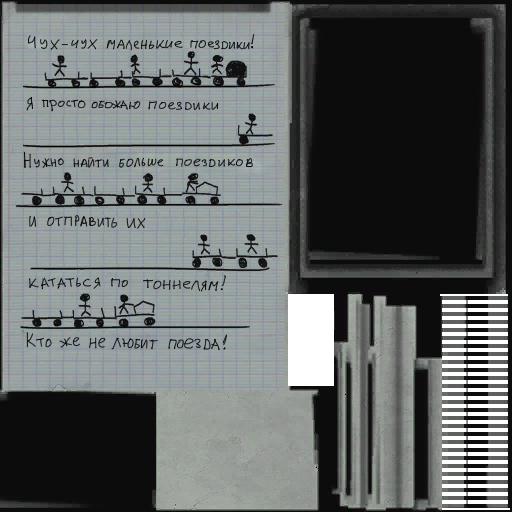 Чух-чух маленькие поездики!
Я просто обожаю поездики
Нужно найти больше поездиков
и отправить их
кататься по тоннелям!
Кто же не любит поезда!